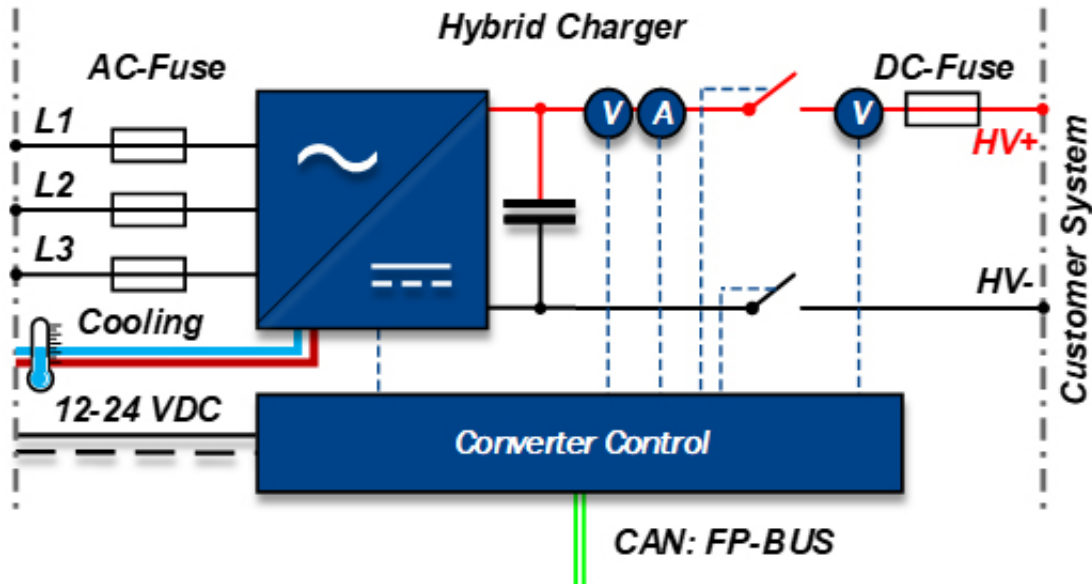 Hybrid Charger
AC-Fuse
DC-Fuse
L1
V
A
V
HV+
L2
L3
HV-
Cooling
Customer System
12-24 VDC
Converter Control
CAN: FP-BUS